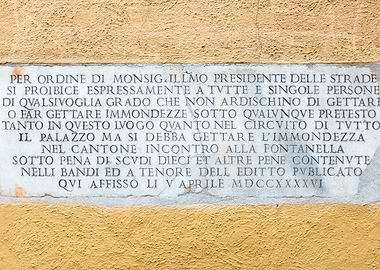 PER ORDINE DI MONSIG. ILL͂MO PRESIDENTE DELLE STRADE
SI PROIBICE ESPRESSAMENTE A TVTTE E SINGOLE PERSONE
DI QVALSIVOGLIA GRADO CHE NON ARDISCHINO DI GETTARE
O FAR GETTARE IMMONDEZZE SOTTO QVALVNQVE PRETESTO
TANTO IN QVESTO LVOGO QVANTO NEL CIRCVITO DI TVTTO
IL PALAZZO MA SI DEBBA GETTARE L'IMMONDEZZA
NEL CANTONE INCONTRO ALLA FONTANELLA
SOTTO PENA DI SCVDI DIECI ET ALTRE PENE CONTENVTE
NELLI BANDI ED A TENORE DELL EDITTO PVBLICATO
QVI AFFISSO LI V APRILE MDCCXXXXVI